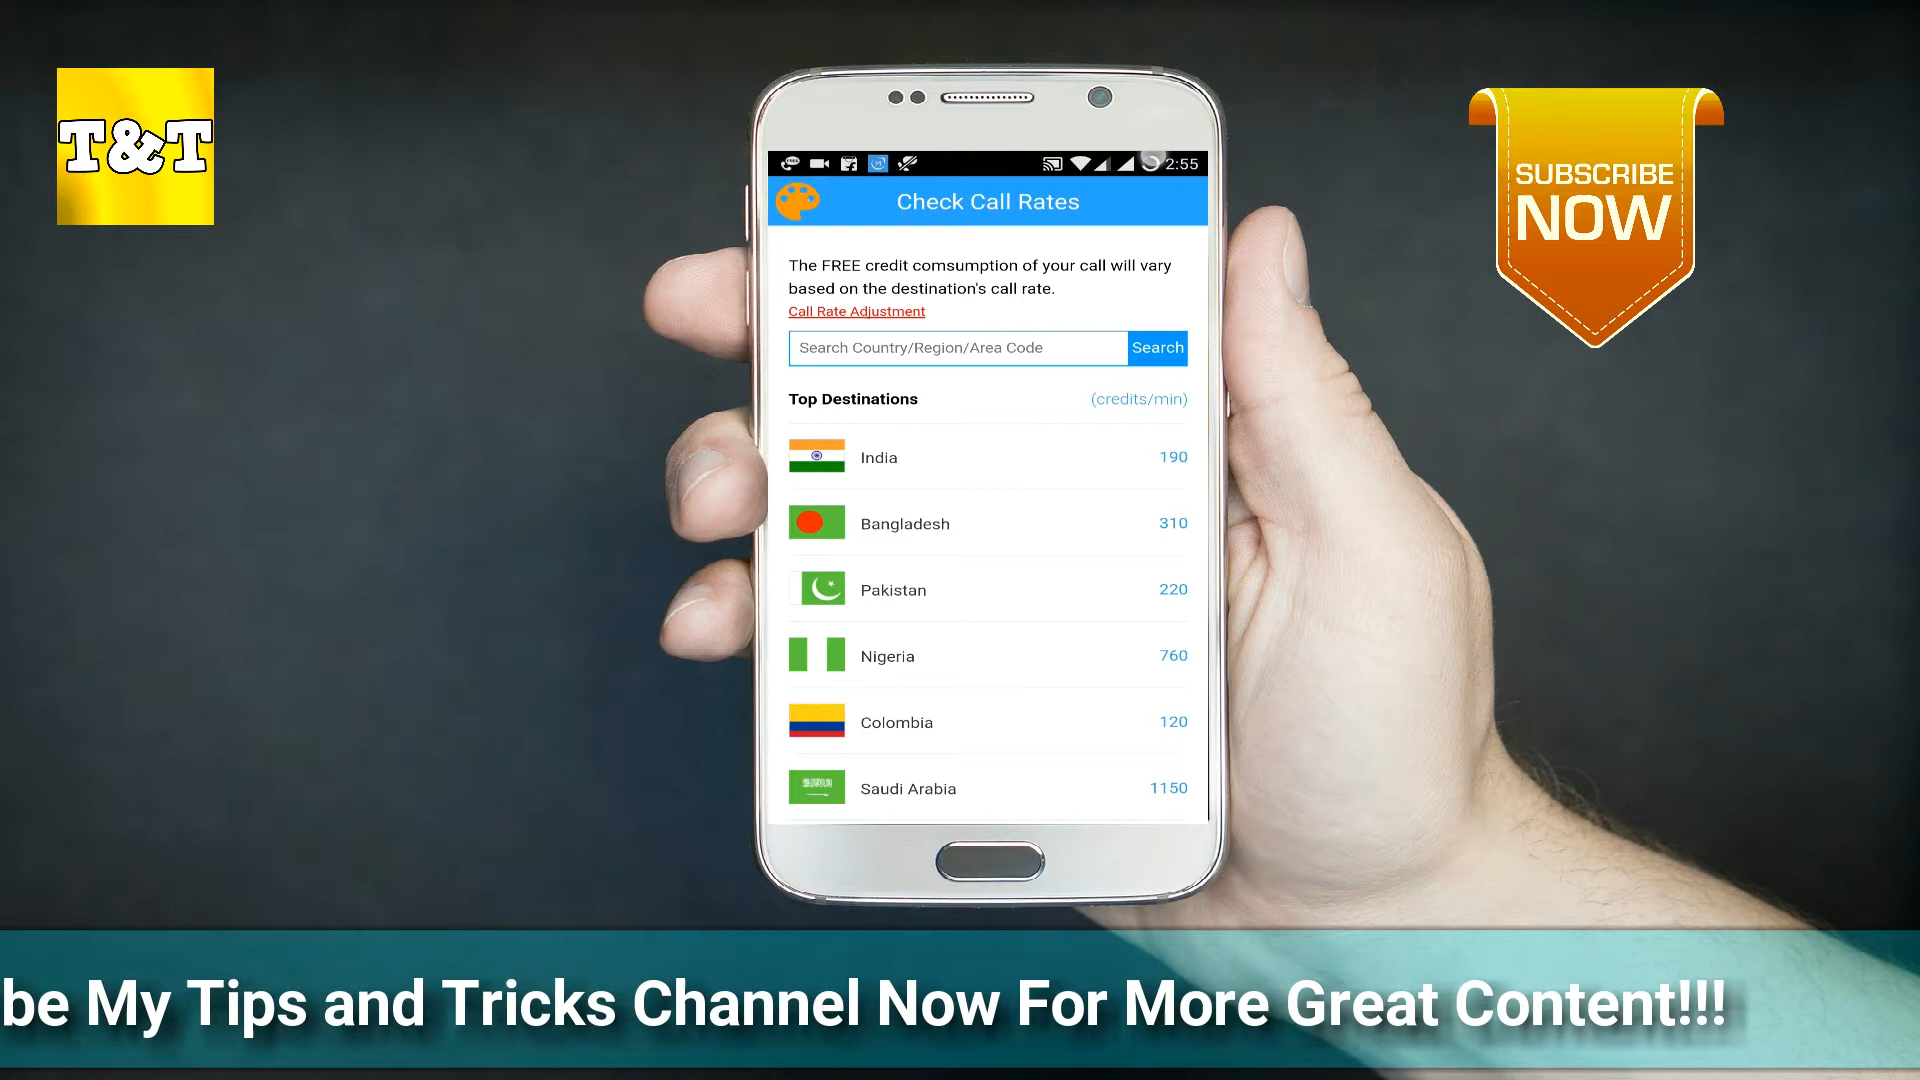 T&T
SUBSCRIBE
NOW
2:55
Check Call Rates
The FREE credit comsumption of your call will vary
based on the destination's call rate.
Call Rate Adjustment
Search Country/Region/Area Code
Search
Top Destinations (credits/min)
India 190
Bangladesh 310
Pakistan 220
Nigeria 760
Colombia 120
Saudi Arabia 1150
be My Tips and Tricks Channel Now For More Great Content!!!